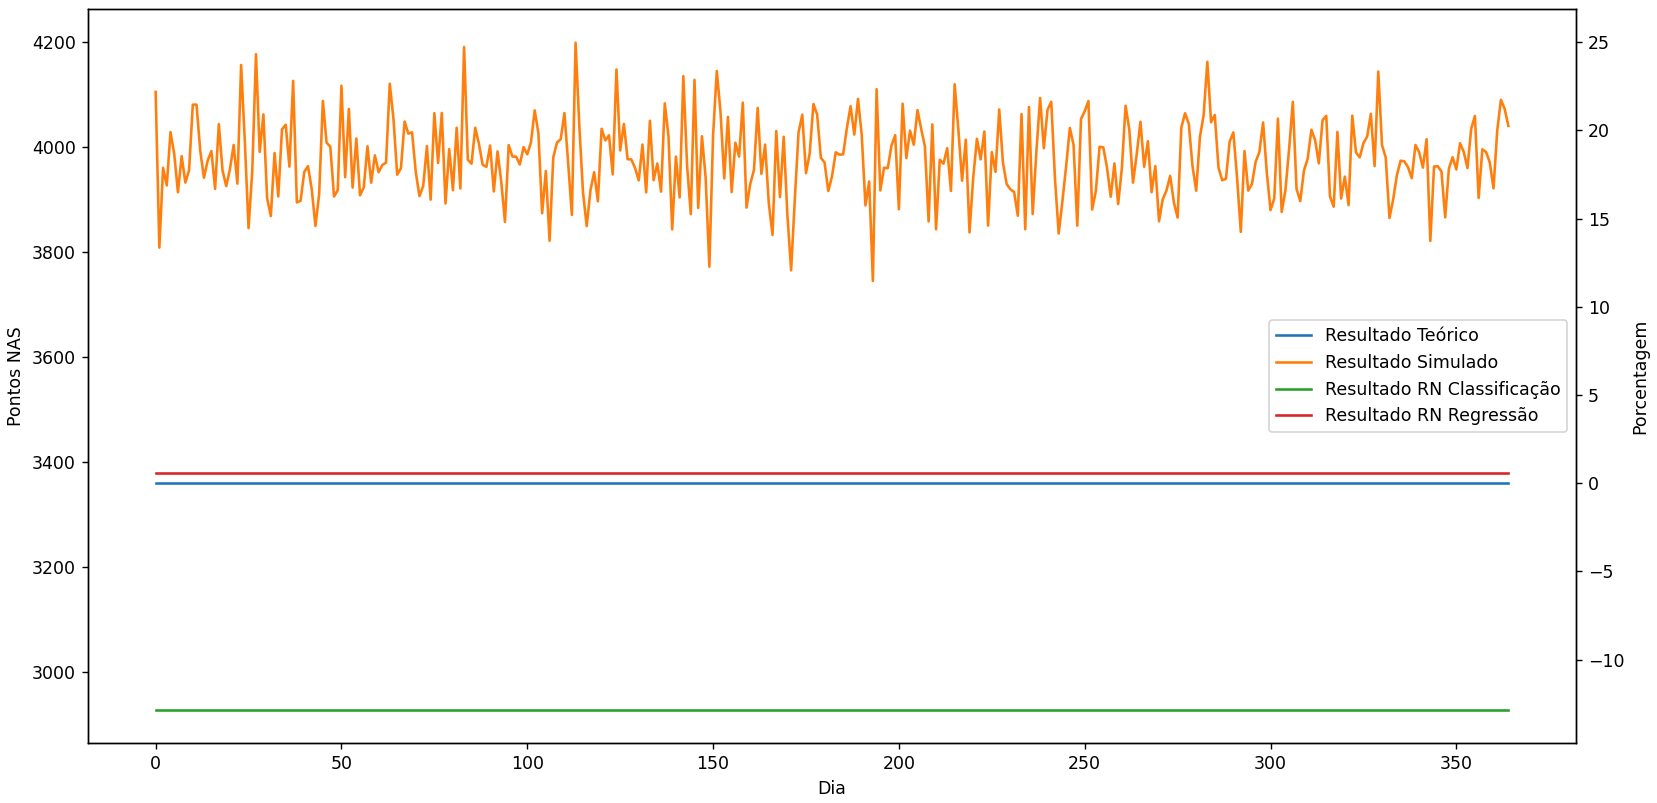 4200
4000
3800
3600
3400
3200
3000
Pontos NAS
25
20
15
10
5
0
−5
−10
Porcentagem
Resultado Teórico
Resultado Simulado
Resultado RN Classificação
Resultado RN Regressão
0 50 100 150 200 250 300 350
Dia